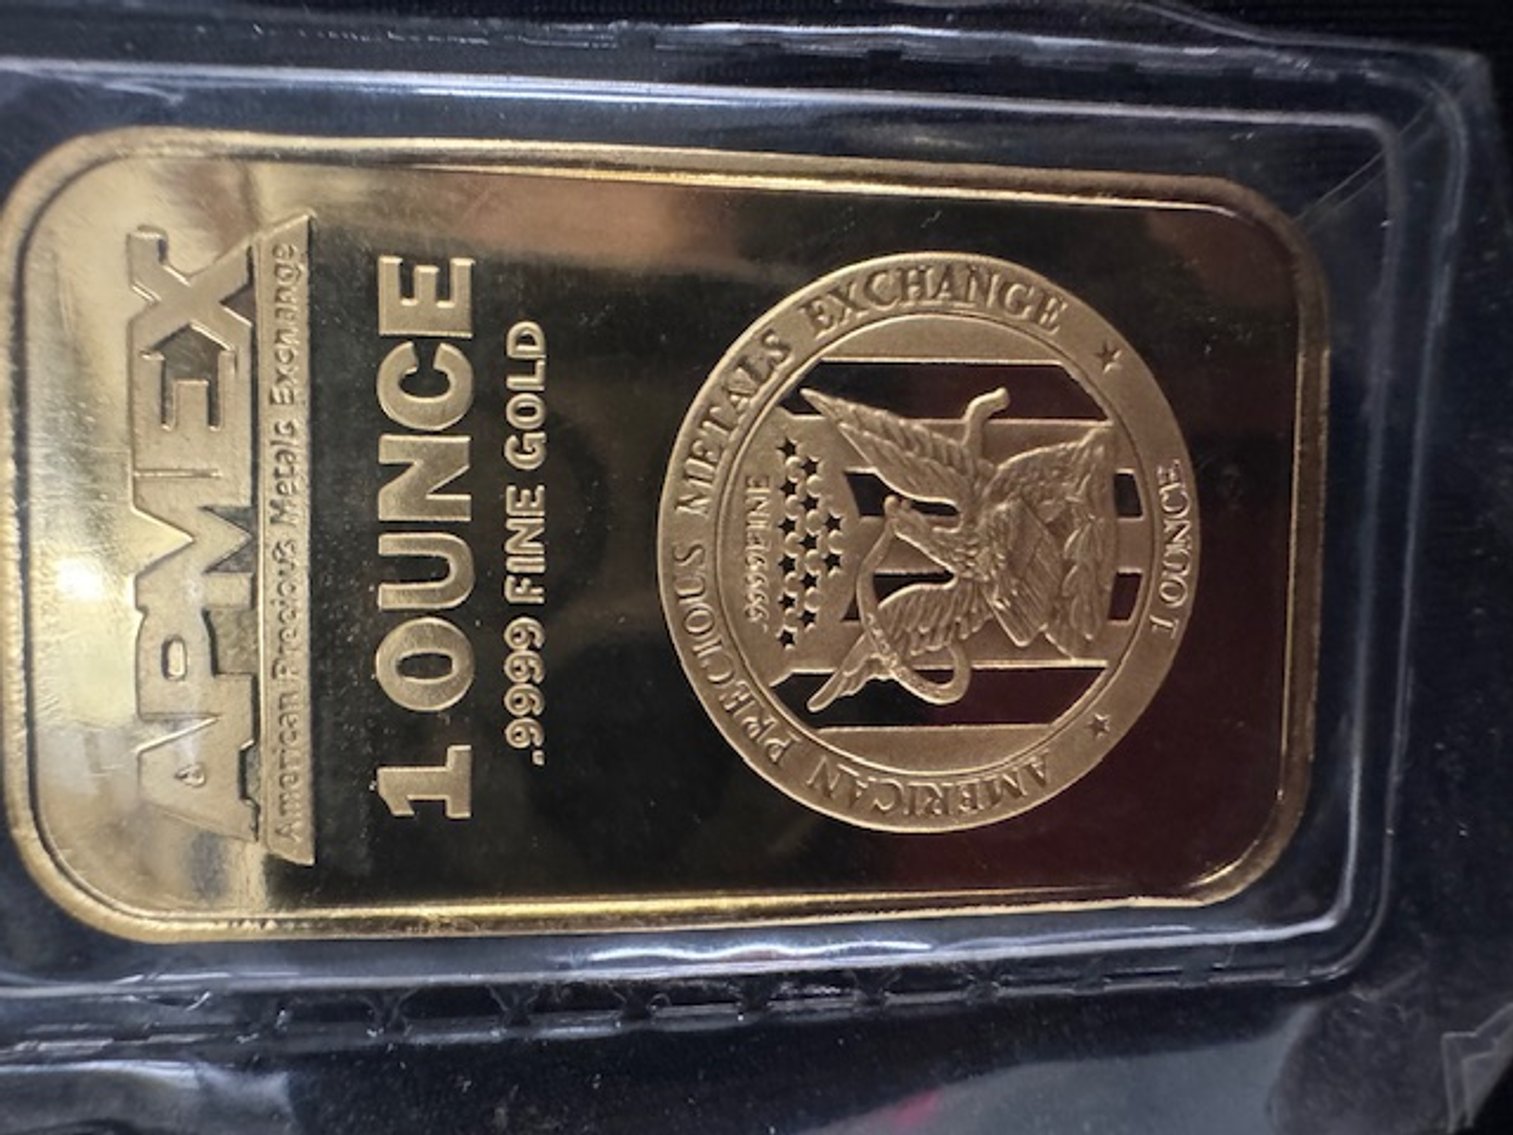 APMEX
American Precious Metals Exchange
1 OUNCE
.9999 FINE GOLD
AMERICAN PRECIOUS METALS EXCHANGE
.9999 FINE
1 OUNCE